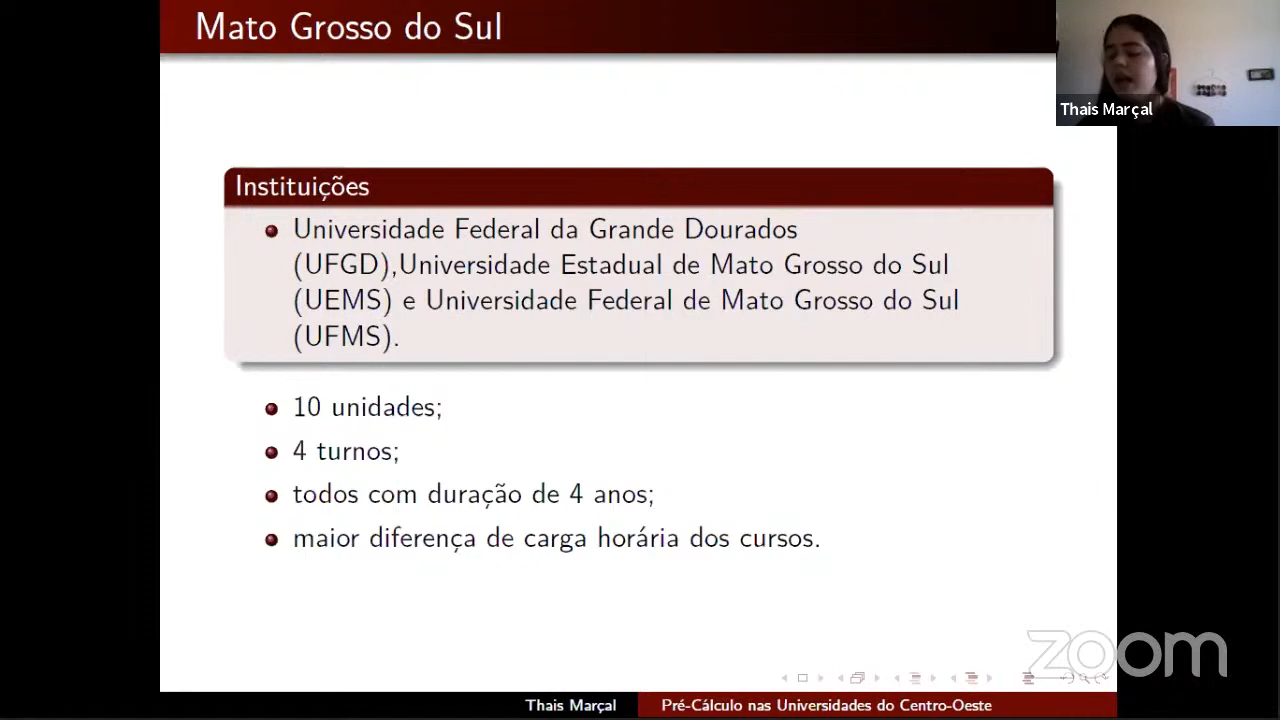 Mato Grosso do Sul
Thais Marçal
Instituições
Universidade Federal da Grande Dourados
(UFGD),Universidade Estadual de Mato Grosso do Sul
(UEMS) e Universidade Federal de Mato Grosso do Sul
(UFMS).
10 unidades;
4 turnos;
todos com duração de 4 anos;
maior diferença de carga horária dos cursos.
zoom
Thais Marçal
Pré-Cálculo nas Universidades do Centro-Oeste